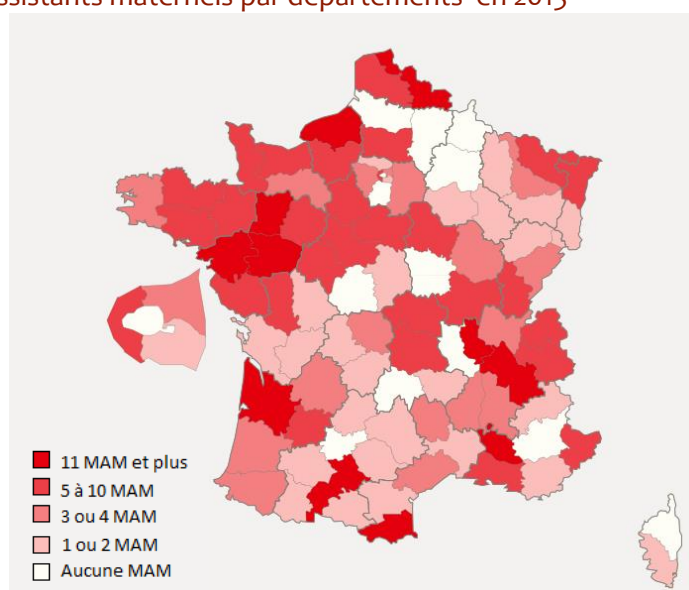 ssistants maternels par départements en 2015
11 MAM et plus
5 à 10 MAM
3 ou 4 MAM
1 ou 2 MAM
Aucune MAM